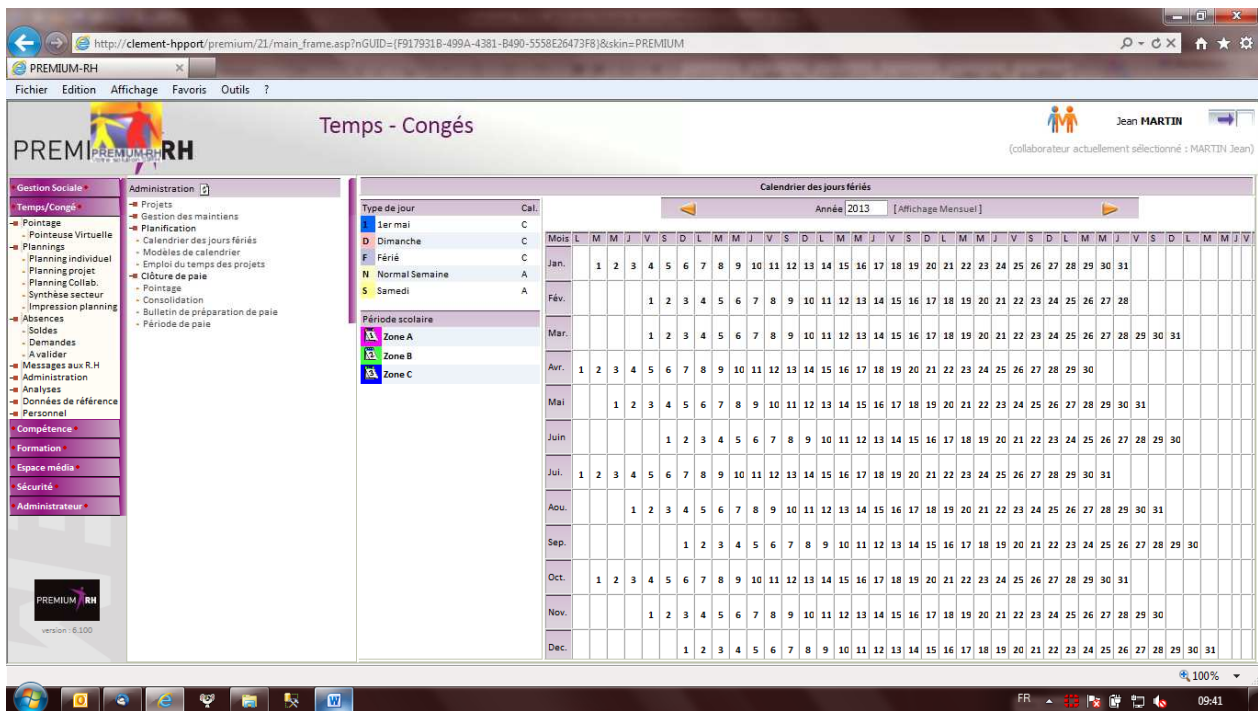 http://clement-hpport/premium/21/main_frame.asp?nGUID={F917931B-499A-4381-B490-5558E26473F8}&skin=PREMIUM
PREMIUM-RH
Fichier Edition Affichage Favoris Outils ?
PREMIUM-RH
RH
Temps - Congés
Jean MARTIN
(collaborateur actuellement sélectionné : MARTIN Jean)
Gestion Sociale
Temps/Congé
Pointage
- Pointeuse Virtuelle
Plannings
- Planning individuel
- Planning projet
- Planning Collab.
- Synthèse secteur
- Impression planning
Absences
- Soldes
- Demandes
- A valider
Messages aux R.H
Administration
Analyses
Données de référence
Personnel
Compétence
Formation
Espace média
Sécurité
Administrateur
PREMIUM RH
version : 6.100
Administration
Projets
Gestion des maintiens
Planification
- Calendrier des jours fériés
- Modèles de calendrier
- Emploi du temps des projets
Clôture de paie
- Pointage
- Consolidation
- Bulletin de préparation de paie
- Période de paie
Calendrier des jours fériés
Type de jour Cal.
1 1er mai C
D Dimanche C
F Férié C
N Normal Semaine A
S Samedi A
Période scolaire
1 Zone A
2 Zone B
3 Zone C
Année 2013 [Affichage Mensuel]
Mois L M M J V S D L M M J V S D L M M J V S D L M M J V S D L M M J V S D L M M J V
Jan. 1 2 3 4 5 6 7 8 9 10 11 12 13 14 15 16 17 18 19 20 21 22 23 24 25 26 27 28 29 30 31
Fév. 1 2 3 4 5 6 7 8 9 10 11 12 13 14 15 16 17 18 19 20 21 22 23 24 25 26 27 28
Mar. 1 2 3 4 5 6 7 8 9 10 11 12 13 14 15 16 17 18 19 20 21 22 23 24 25 26 27 28 29 30 31
Avr. 1 2 3 4 5 6 7 8 9 10 11 12 13 14 15 16 17 18 19 20 21 22 23 24 25 26 27 28 29 30
Mai 1 2 3 4 5 6 7 8 9 10 11 12 13 14 15 16 17 18 19 20 21 22 23 24 25 26 27 28 29 30 31
Juin 1 2 3 4 5 6 7 8 9 10 11 12 13 14 15 16 17 18 19 20 21 22 23 24 25 26 27 28 29 30
Jui. 1 2 3 4 5 6 7 8 9 10 11 12 13 14 15 16 17 18 19 20 21 22 23 24 25 26 27 28 29 30 31
Aou. 1 2 3 4 5 6 7 8 9 10 11 12 13 14 15 16 17 18 19 20 21 22 23 24 25 26 27 28 29 30 31
Sep. 1 2 3 4 5 6 7 8 9 10 11 12 13 14 15 16 17 18 19 20 21 22 23 24 25 26 27 28 29 30
Oct. 1 2 3 4 5 6 7 8 9 10 11 12 13 14 15 16 17 18 19 20 21 22 23 24 25 26 27 28 29 30 31
Nov. 1 2 3 4 5 6 7 8 9 10 11 12 13 14 15 16 17 18 19 20 21 22 23 24 25 26 27 28 29 30
Dec. 1 2 3 4 5 6 7 8 9 10 11 12 13 14 15 16 17 18 19 20 21 22 23 24 25 26 27 28 29 30 31
100%
FR 09:41